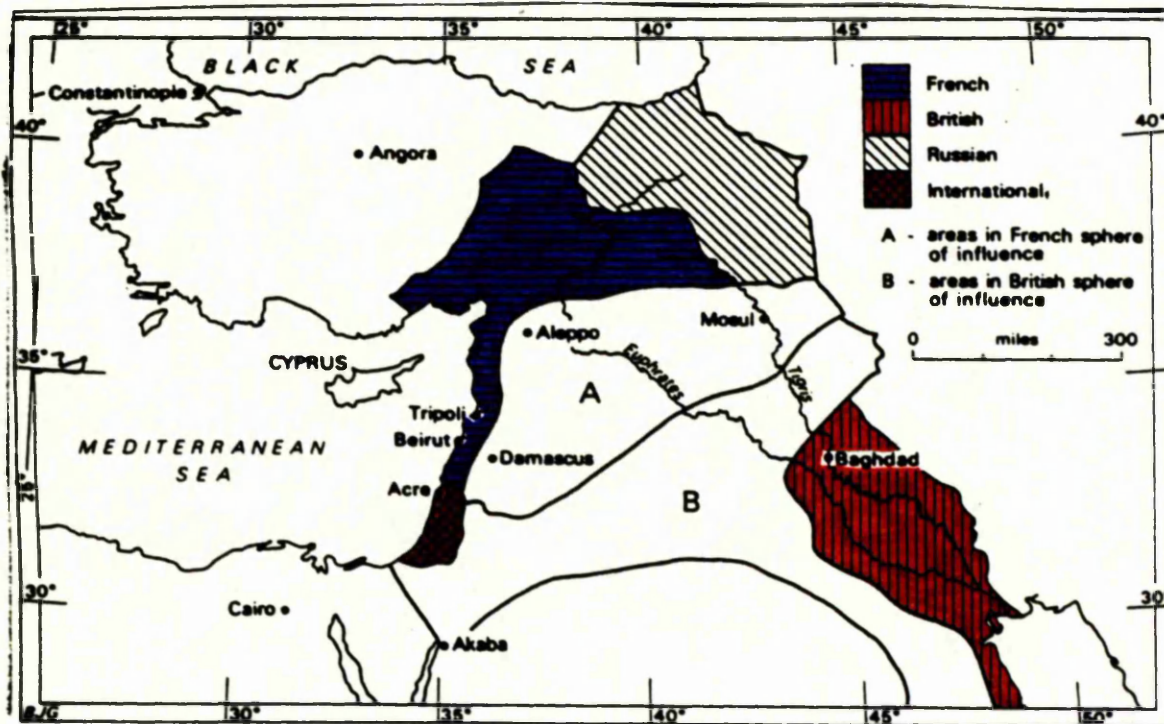 25° 30° 35° 40° 45° 50°
BLACK SEA
Constantinople
40° 40°
Angora
French
British
Russian
International
A - areas in French sphere
of influence
B - areas in British sphere
of influence
0 miles 300
Mosul
Aleppo
35°
CYPRUS
Euphrates
Tigris
A
Tripoli
Beirut
MEDITERRANEAN
SEA
Damascus
Baghdad
Acre
25°
B
30° 30°
Cairo
Akaba
30° 35° 40° 45° 50°